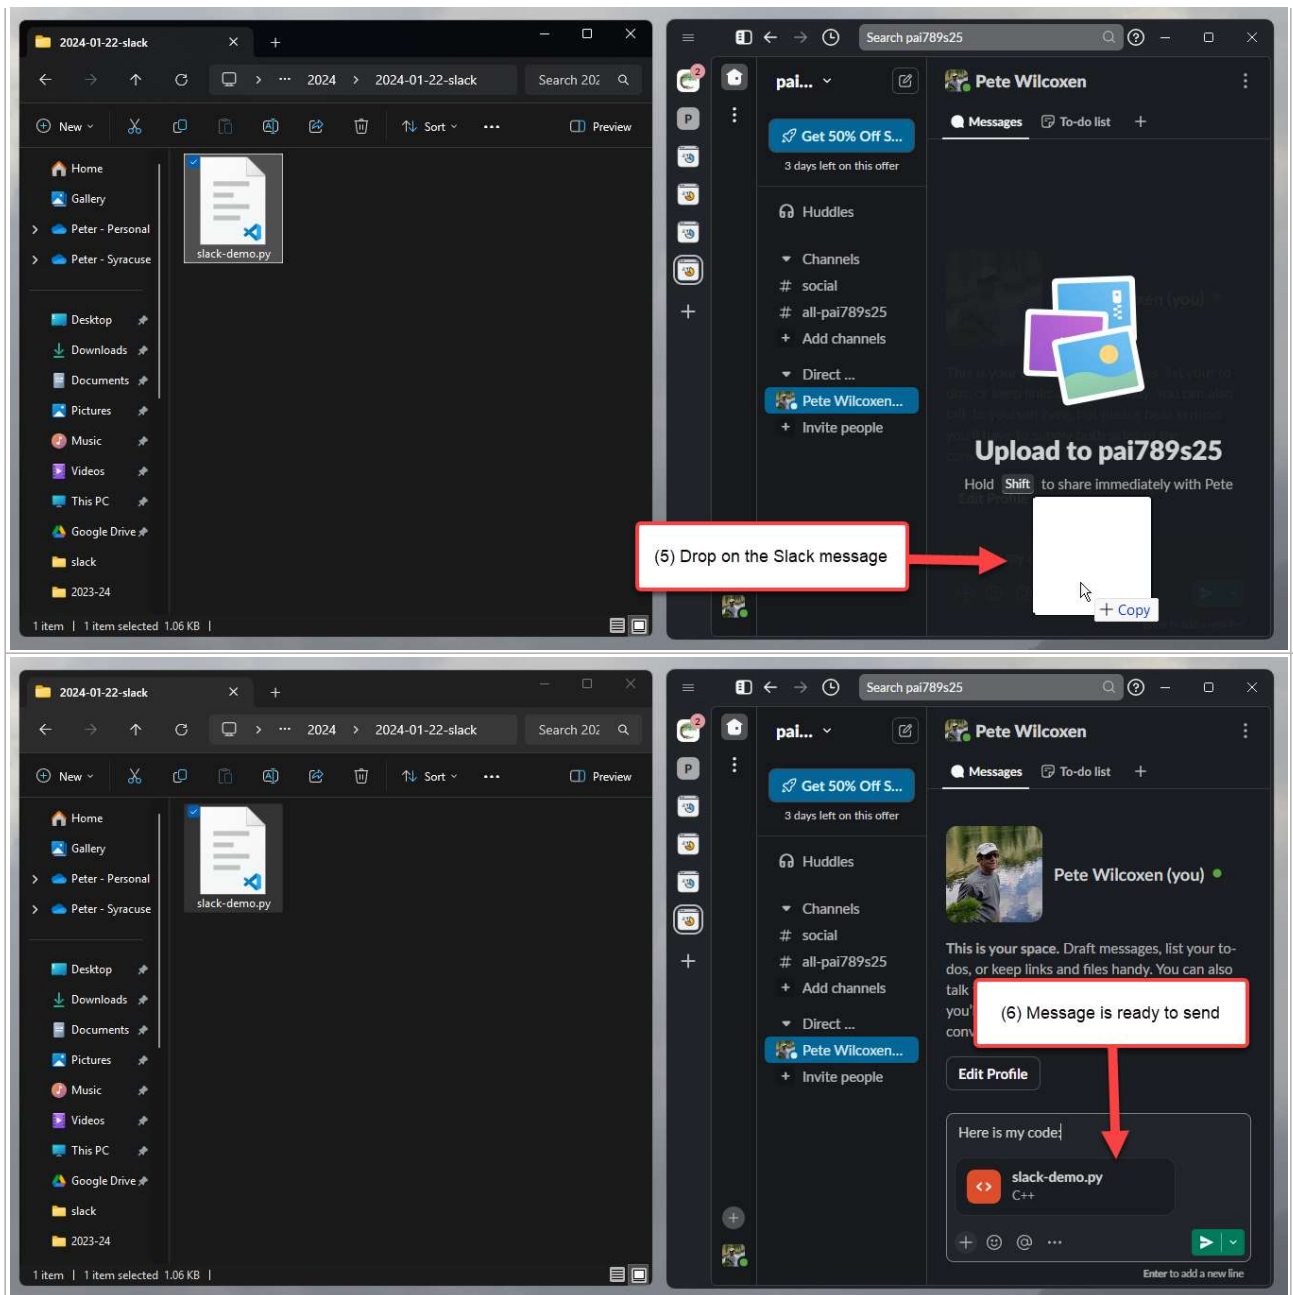 2024-01-22-slack
2024 > 2024-01-22-slack
Search 202
New
Sort
Preview
Home
Gallery
Peter - Personal
Peter - Syracuse
Desktop
Downloads
Documents
Pictures
Music
Videos
This PC
Google Drive
slack
2023-24
slack-demo.py
1 item | 1 item selected 1.06 KB |
Search pai789s25
2
P
pai...
Get 50% Off S...
3 days left on this offer
Huddles
Channels
# social
# all-pai789s25
+ Add channels
Direct ...
Pete Wilcoxen...
+ Invite people
Pete Wilcoxen
Messages
To-do list
Upload to pai789s25
Hold Shift to share immediately with Pete
(5) Drop on the Slack message
+ Copy
2024-01-22-slack
2024 > 2024-01-22-slack
Search 202
New
Sort
Preview
Home
Gallery
Peter - Personal
Peter - Syracuse
Desktop
Downloads
Documents
Pictures
Music
Videos
This PC
Google Drive
slack
2023-24
slack-demo.py
1 item | 1 item selected 1.06 KB |
Search pai789s25
2
P
pai...
Get 50% Off S...
3 days left on this offer
Huddles
Channels
# social
# all-pai789s25
+ Add channels
Direct ...
Pete Wilcoxen...
+ Invite people
Pete Wilcoxen
Messages
To-do list
Pete Wilcoxen (you)
This is your space. Draft messages, list your to-
dos, or keep links and files handy. You can also
talk
you'
conv
(6) Message is ready to send
Edit Profile
Here is my code:
slack-demo.py
C++
Enter to add a new line